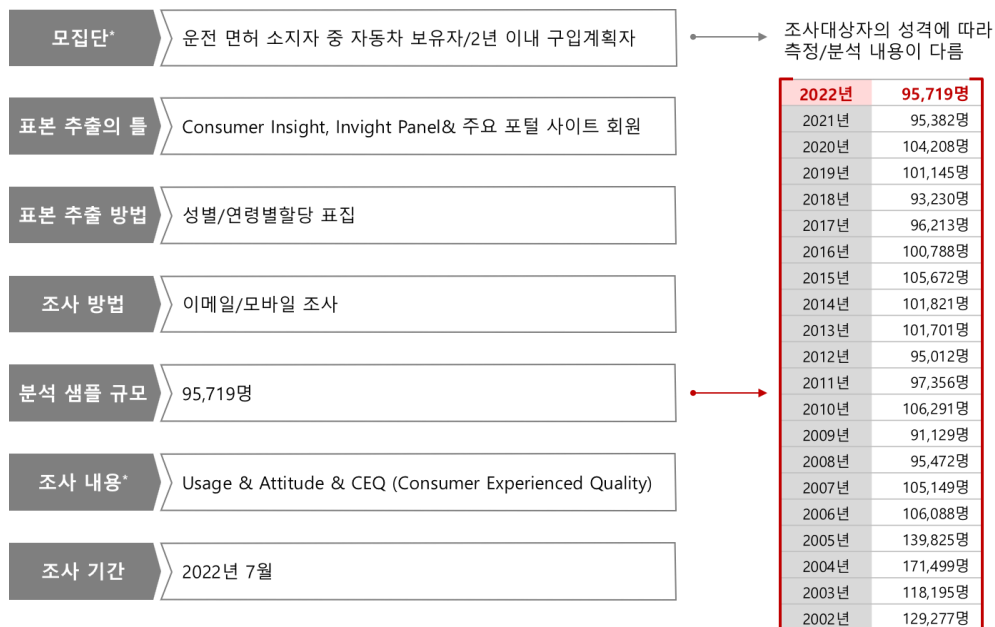 모집단*
운전 면허 소지자 중 자동차 보유자/2년 이내 구입계획자
조사대상자의 성격에 따라
측정/분석 내용이 다름
표본 추출의 틀
Consumer Insight, Invight Panel& 주요 포털 사이트 회원
표본 추출 방법
성별/연령별할당 표집
조사 방법
이메일/모바일 조사
분석 샘플 규모
95,719명
조사 내용*
Usage & Attitude & CEQ (Consumer Experienced Quality)
조사 기간
2022년 7월
2022년 95,719명
2021년 95,382명
2020년 104,208명
2019년 101,145명
2018년 93,230명
2017년 96,213명
2016년 100,788명
2015년 105,672명
2014년 101,821명
2013년 101,701명
2012년 95,012명
2011년 97,356명
2010년 106,291명
2009년 91,129명
2008년 95,472명
2007년 105,149명
2006년 106,088명
2005년 139,825명
2004년 171,499명
2003년 118,195명
2002년 129,277명